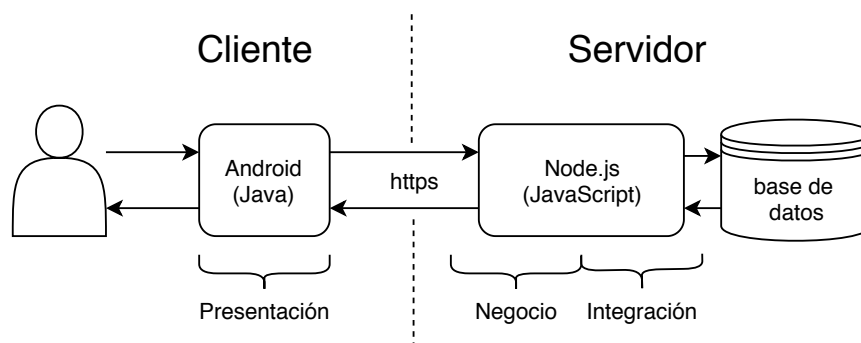 Cliente
Servidor
Android
(Java)
https
Node.js
(JavaScript)
base de
datos
Presentación
Negocio
Integración